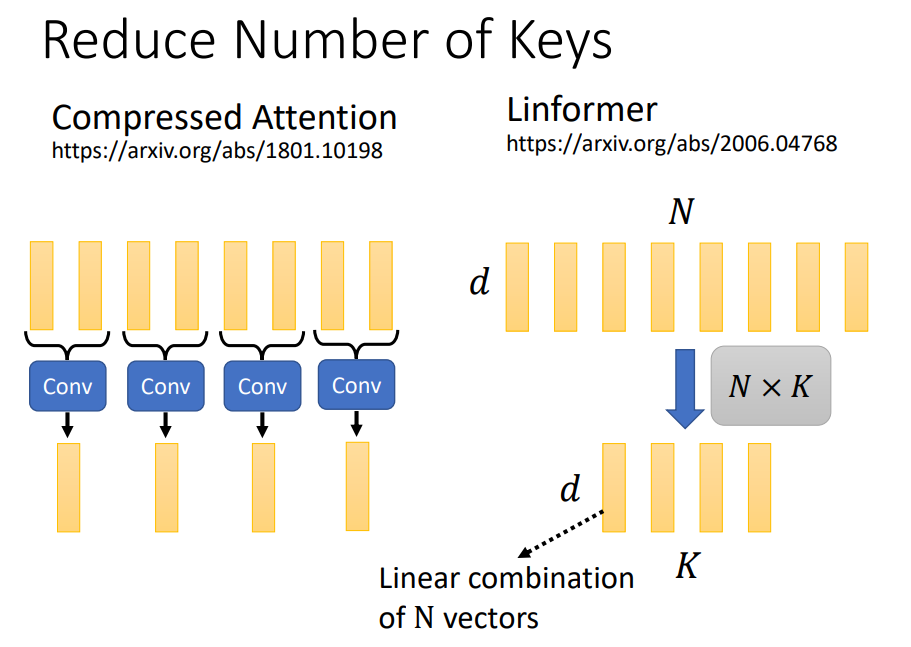 Reduce Number of Keys
Compressed Attention
https://arxiv.org/abs/1801.10198
Conv
Conv
Conv
Conv
Linformer
https://arxiv.org/abs/2006.04768
N
d
N × K
d
K
Linear combination
of N vectors